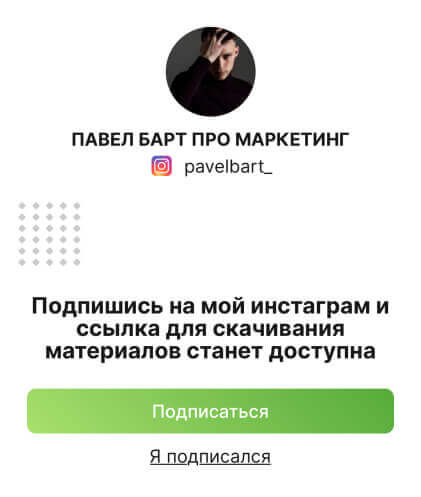 ПАВЕЛ БАРТ ПРО МАРКЕТИНГ
pavelbart_
Подпишись на мой инстаграм и
ссылка для скачивания
материалов станет доступна
Подписаться
Я подписался